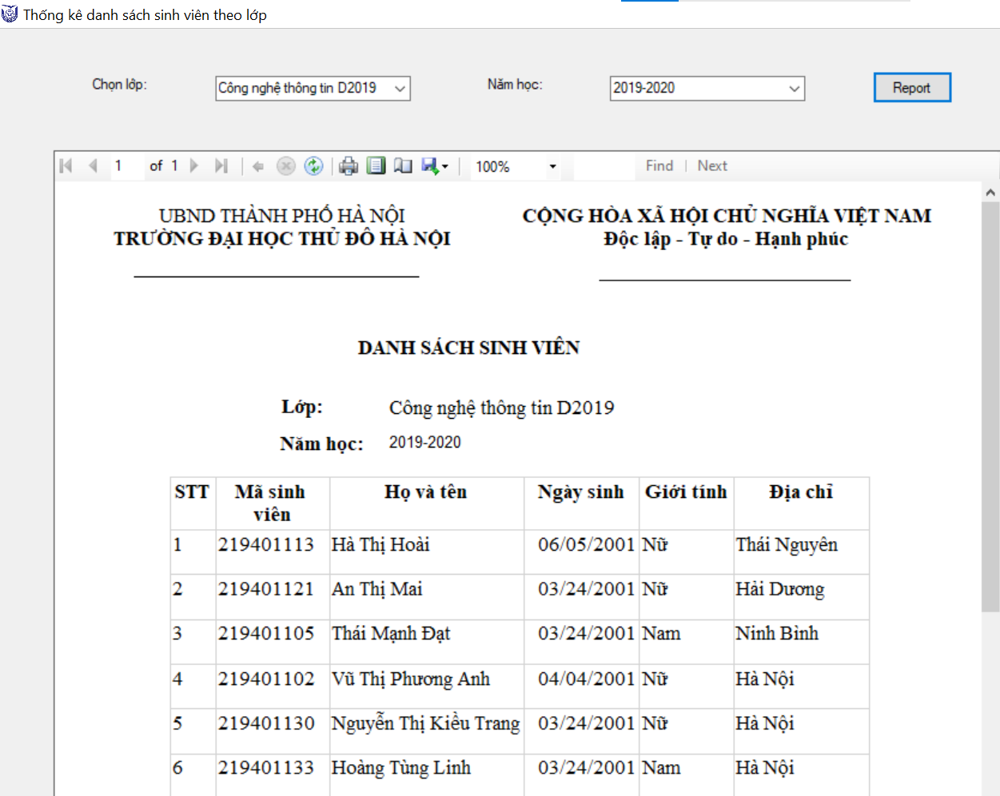 Thống kê danh sách sinh viên theo lớp
Chọn lớp: Công nghệ thông tin D2019 Năm học: 2019-2020 Report
1 of 1 100% Find Next
UBND THÀNH PHỐ HÀ NỘI
TRƯỜNG ĐẠI HỌC THỦ ĐÔ HÀ NỘI
CỘNG HÒA XÃ HỘI CHỦ NGHĨA VIỆT NAM
Độc lập - Tự do - Hạnh phúc
DANH SÁCH SINH VIÊN
Lớp: Công nghệ thông tin D2019
Năm học: 2019-2020
STT Mã sinh viên Họ và tên Ngày sinh Giới tính Địa chỉ
1 219401113 Hà Thị Hoài 06/05/2001 Nữ Thái Nguyên
2 219401121 An Thị Mai 03/24/2001 Nữ Hải Dương
3 219401105 Thái Mạnh Đạt 03/24/2001 Nam Ninh Bình
4 219401102 Vũ Thị Phương Anh 04/04/2001 Nữ Hà Nội
5 219401130 Nguyễn Thị Kiều Trang 03/24/2001 Nữ Hà Nội
6 219401133 Hoàng Tùng Linh 03/24/2001 Nam Hà Nội